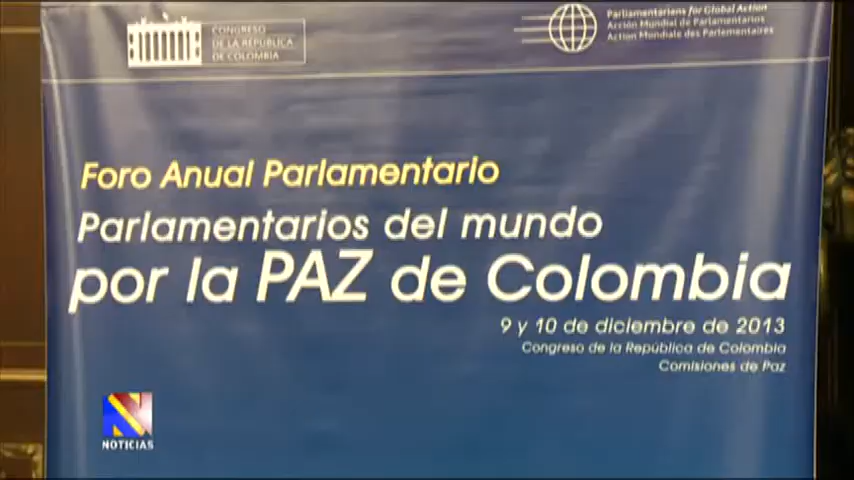 CONGRESO
DE LA REPÚBLICA
DE COLOMBIA
Parliamentarians for Global Action
Acción Mundial de Parlamentarios
Action Mondiale des Parlementaires
Foro Anual Parlamentario
Parlamentarios del mundo
por la PAZ de Colombia
9 y 10 de diciembre de 2013
Congreso de la República de Colombia
Comisiones de Paz
N
NOTICIAS